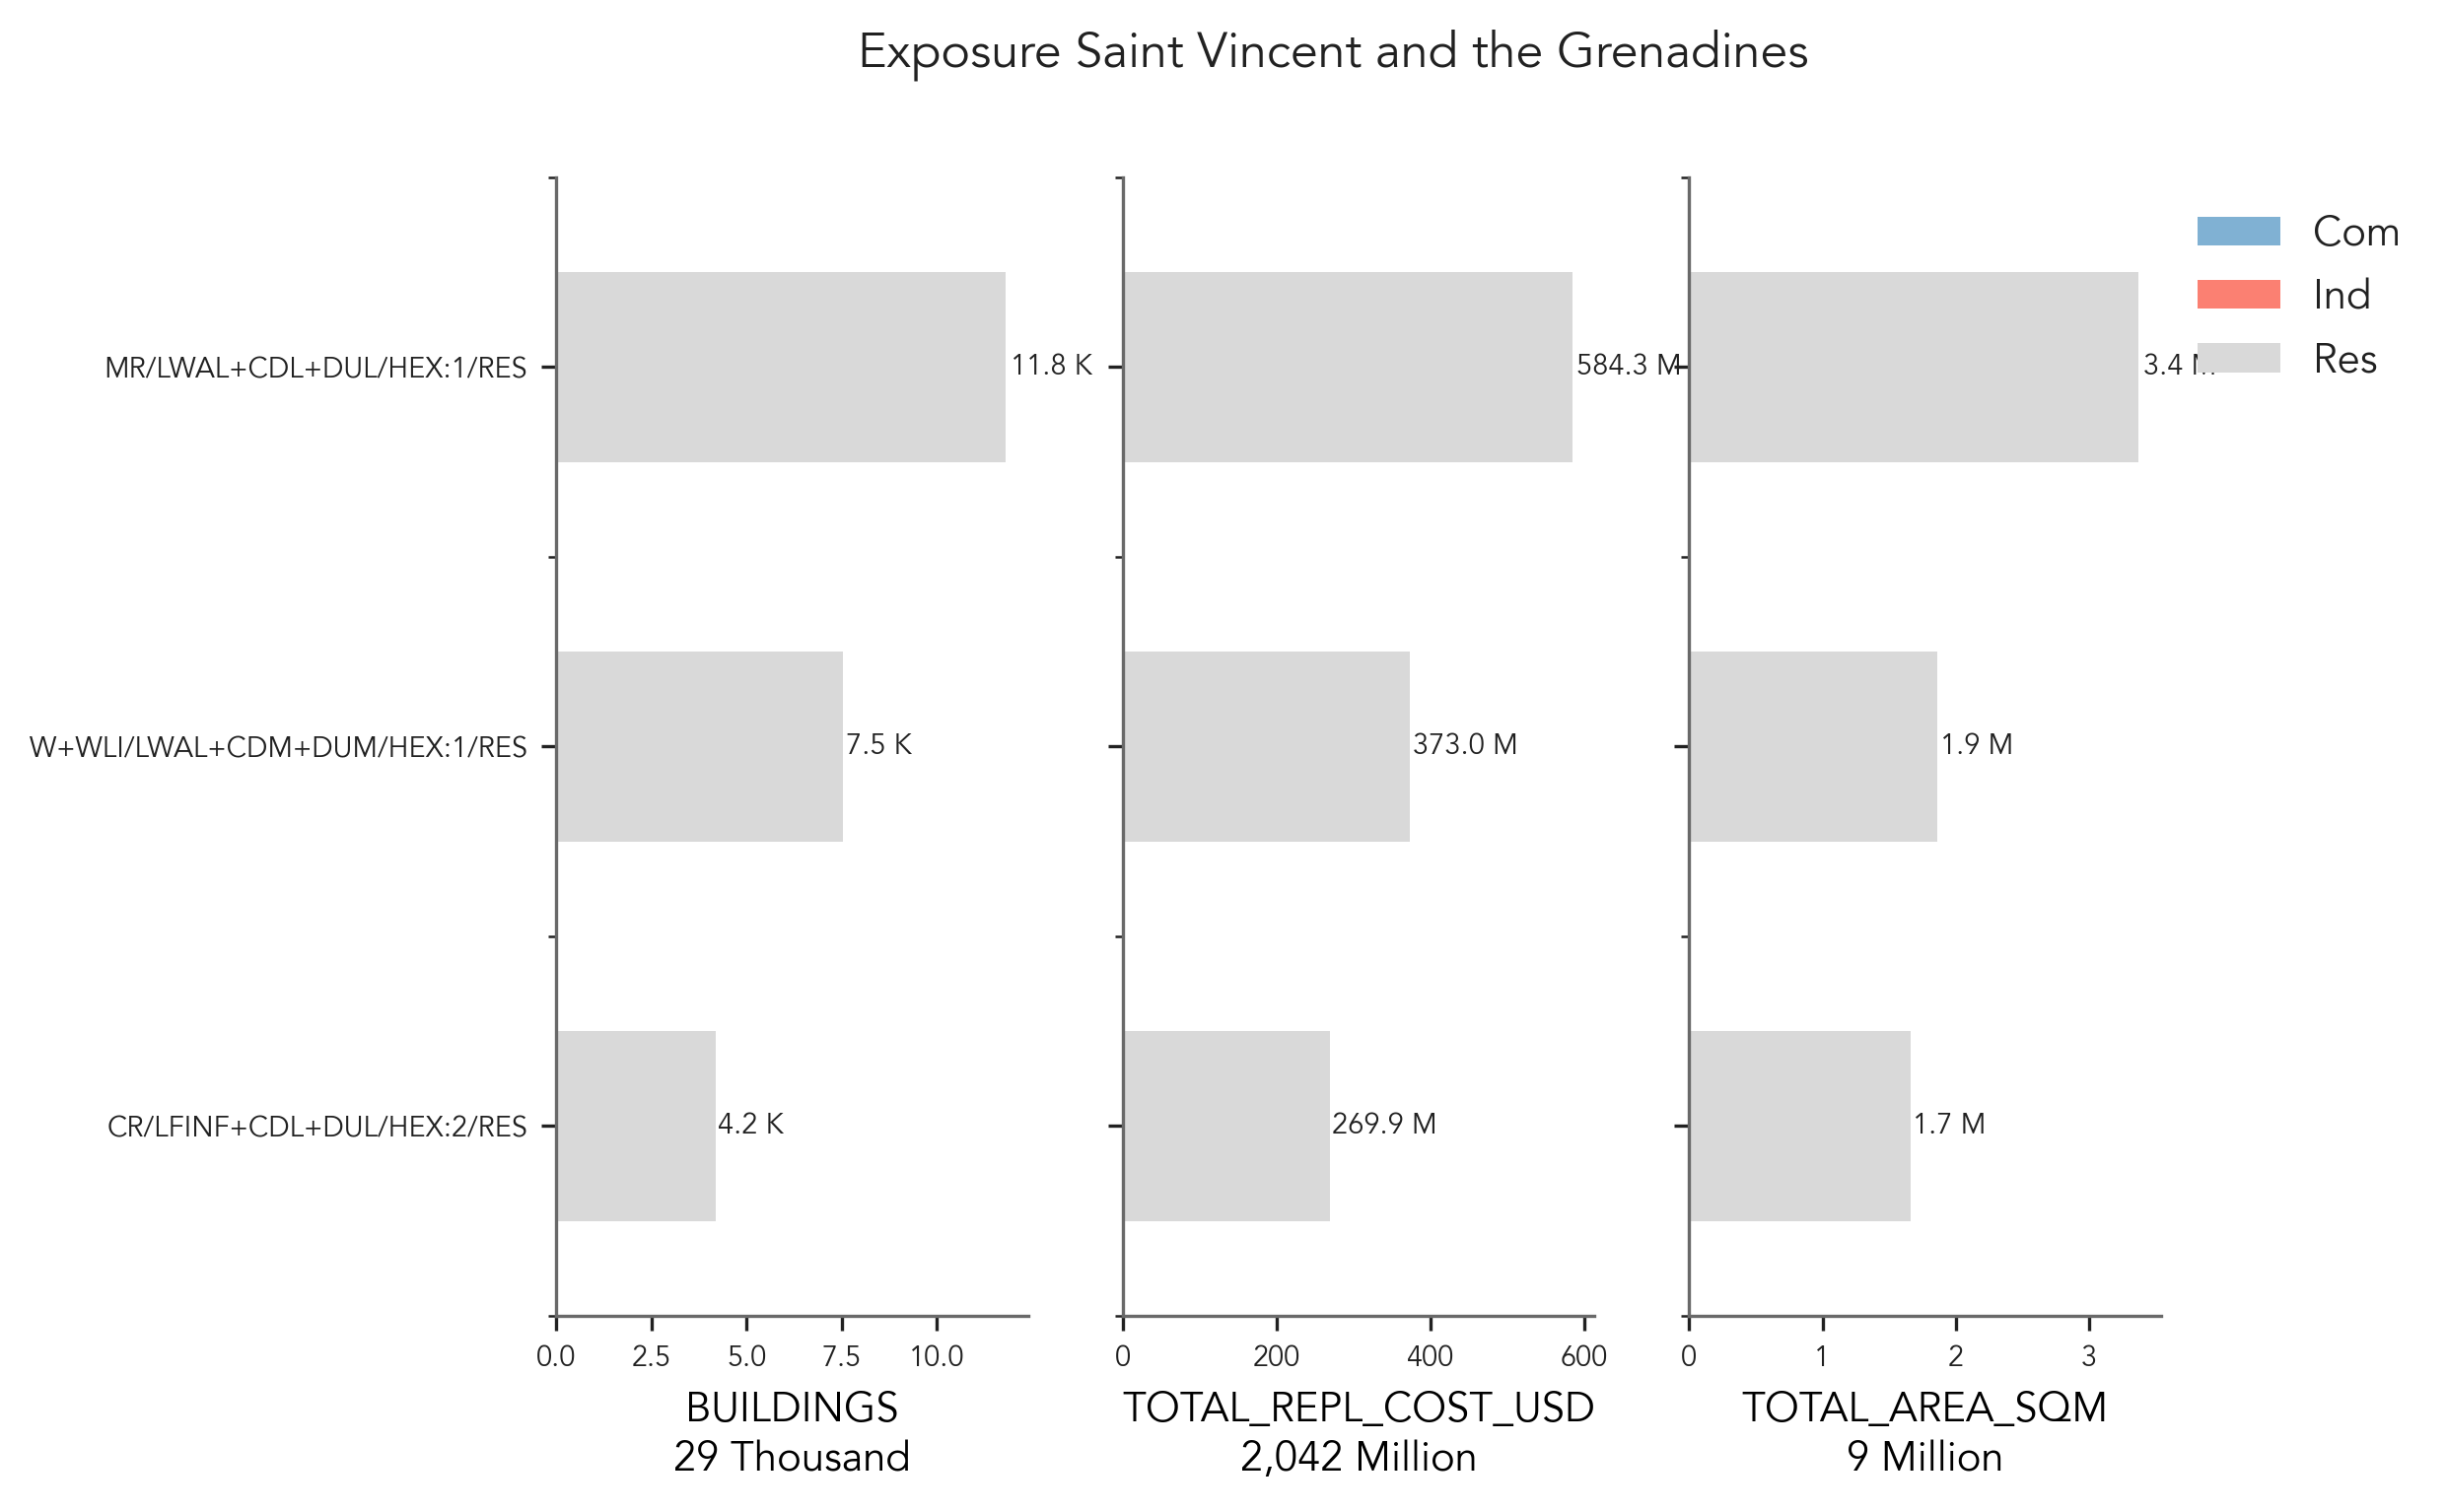 Exposure Saint Vincent and the Grenadines
Com
Ind
Res
MR/LWAL+CDL+DUL/HEX:1/RES
11.8 K
584.3 M
3.4
W+WLI/LWAL+CDM+DUM/HEX:1/RES
7.5 K
373.0 M
1.9 M
CR/LFINF+CDL+DUL/HEX:2/RES
4.2 K
269.9 M
1.7 M
0.0 2.5 5.0 7.5 10.0
0 200 400 600
0 1 2 3
BUILDINGS
29 Thousand
TOTAL_REPL_COST_USD
2,042 Million
TOTAL_AREA_SQM
9 Million